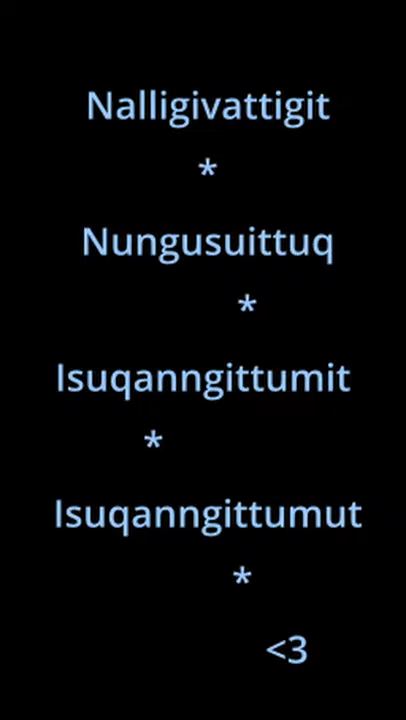 Nalligivattigit
*
Nungusuittuq
*
Isuqanngittumit
*
Isuqanngittumut
*
<3